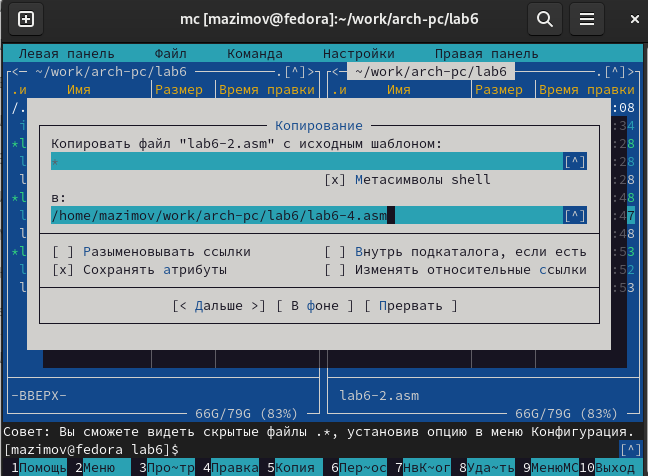 mc [mazimov@fedora]:~/work/arch-pc/lab6
Левая панель Файл Команда Настройки Правая панель
<— ~/work/arch-pc/lab6 .[^]> <— ~/work/arch-pc/lab6 .[^]>
.и Имя Размер Время правки .и Имя Размер Время правки
/. :08
Копирование
:34
Копировать файл "lab6-2.asm" с исходным шаблоном:
:28
* [^]
:28
[x] Метасимволы shell
:28
в:
:48
/home/mazimov/work/arch-pc/lab6/lab6-4.asm [^]
:47
:48
[ ] Разыменовывать ссылки [ ] Внутрь подкаталога, если есть
:53
[x] Сохранять атрибуты [ ] Изменять относительные ссылки
:52
:53
[< Дальше >] [ В фоне ] [ Прервать ]
-ВВЕРХ- lab6-2.asm
66G/79G (83%) 66G/79G (83%)
Совет: Вы сможете видеть скрытые файлы .*, установив опцию в меню Конфигурация.
[mazimov@fedora lab6]$ [^]
1Помощь 2Меню 3Про~тр 4Правка 5Копия 6Пер~ос 7НвК~ог 8Уда~ть 9МенюMC 10Выход